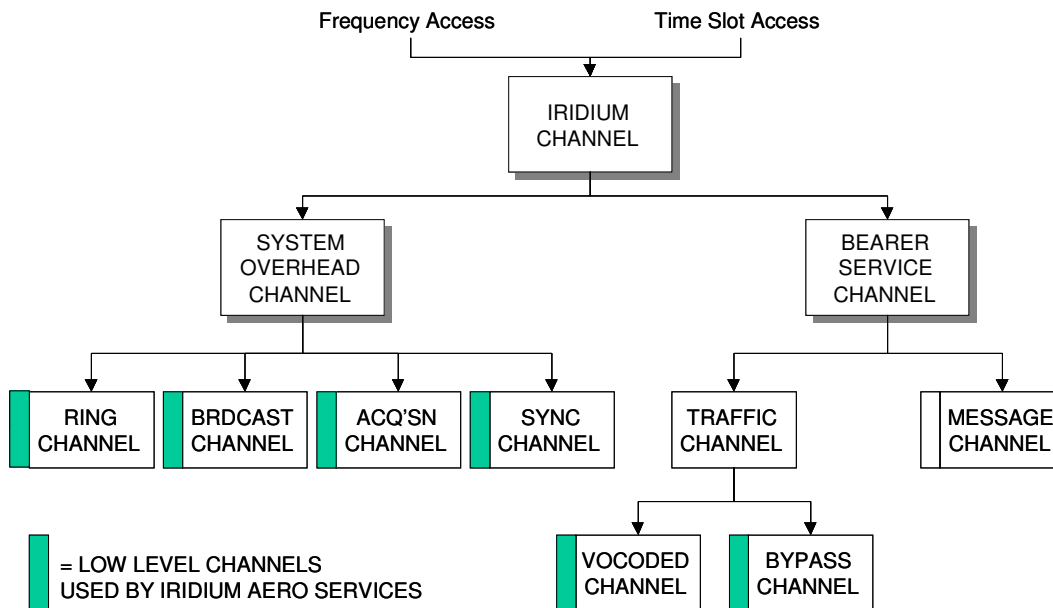 Frequency Access
Time Slot Access
IRIDIUM
CHANNEL
SYSTEM
OVERHEAD
CHANNEL
BEARER
SERVICE
CHANNEL
RING
CHANNEL
BRDCAST
CHANNEL
ACQ'SN
CHANNEL
SYNC
CHANNEL
TRAFFIC
CHANNEL
MESSAGE
CHANNEL
VOCODED
CHANNEL
BYPASS
CHANNEL
= LOW LEVEL CHANNELS
USED BY IRIDIUM AERO SERVICES